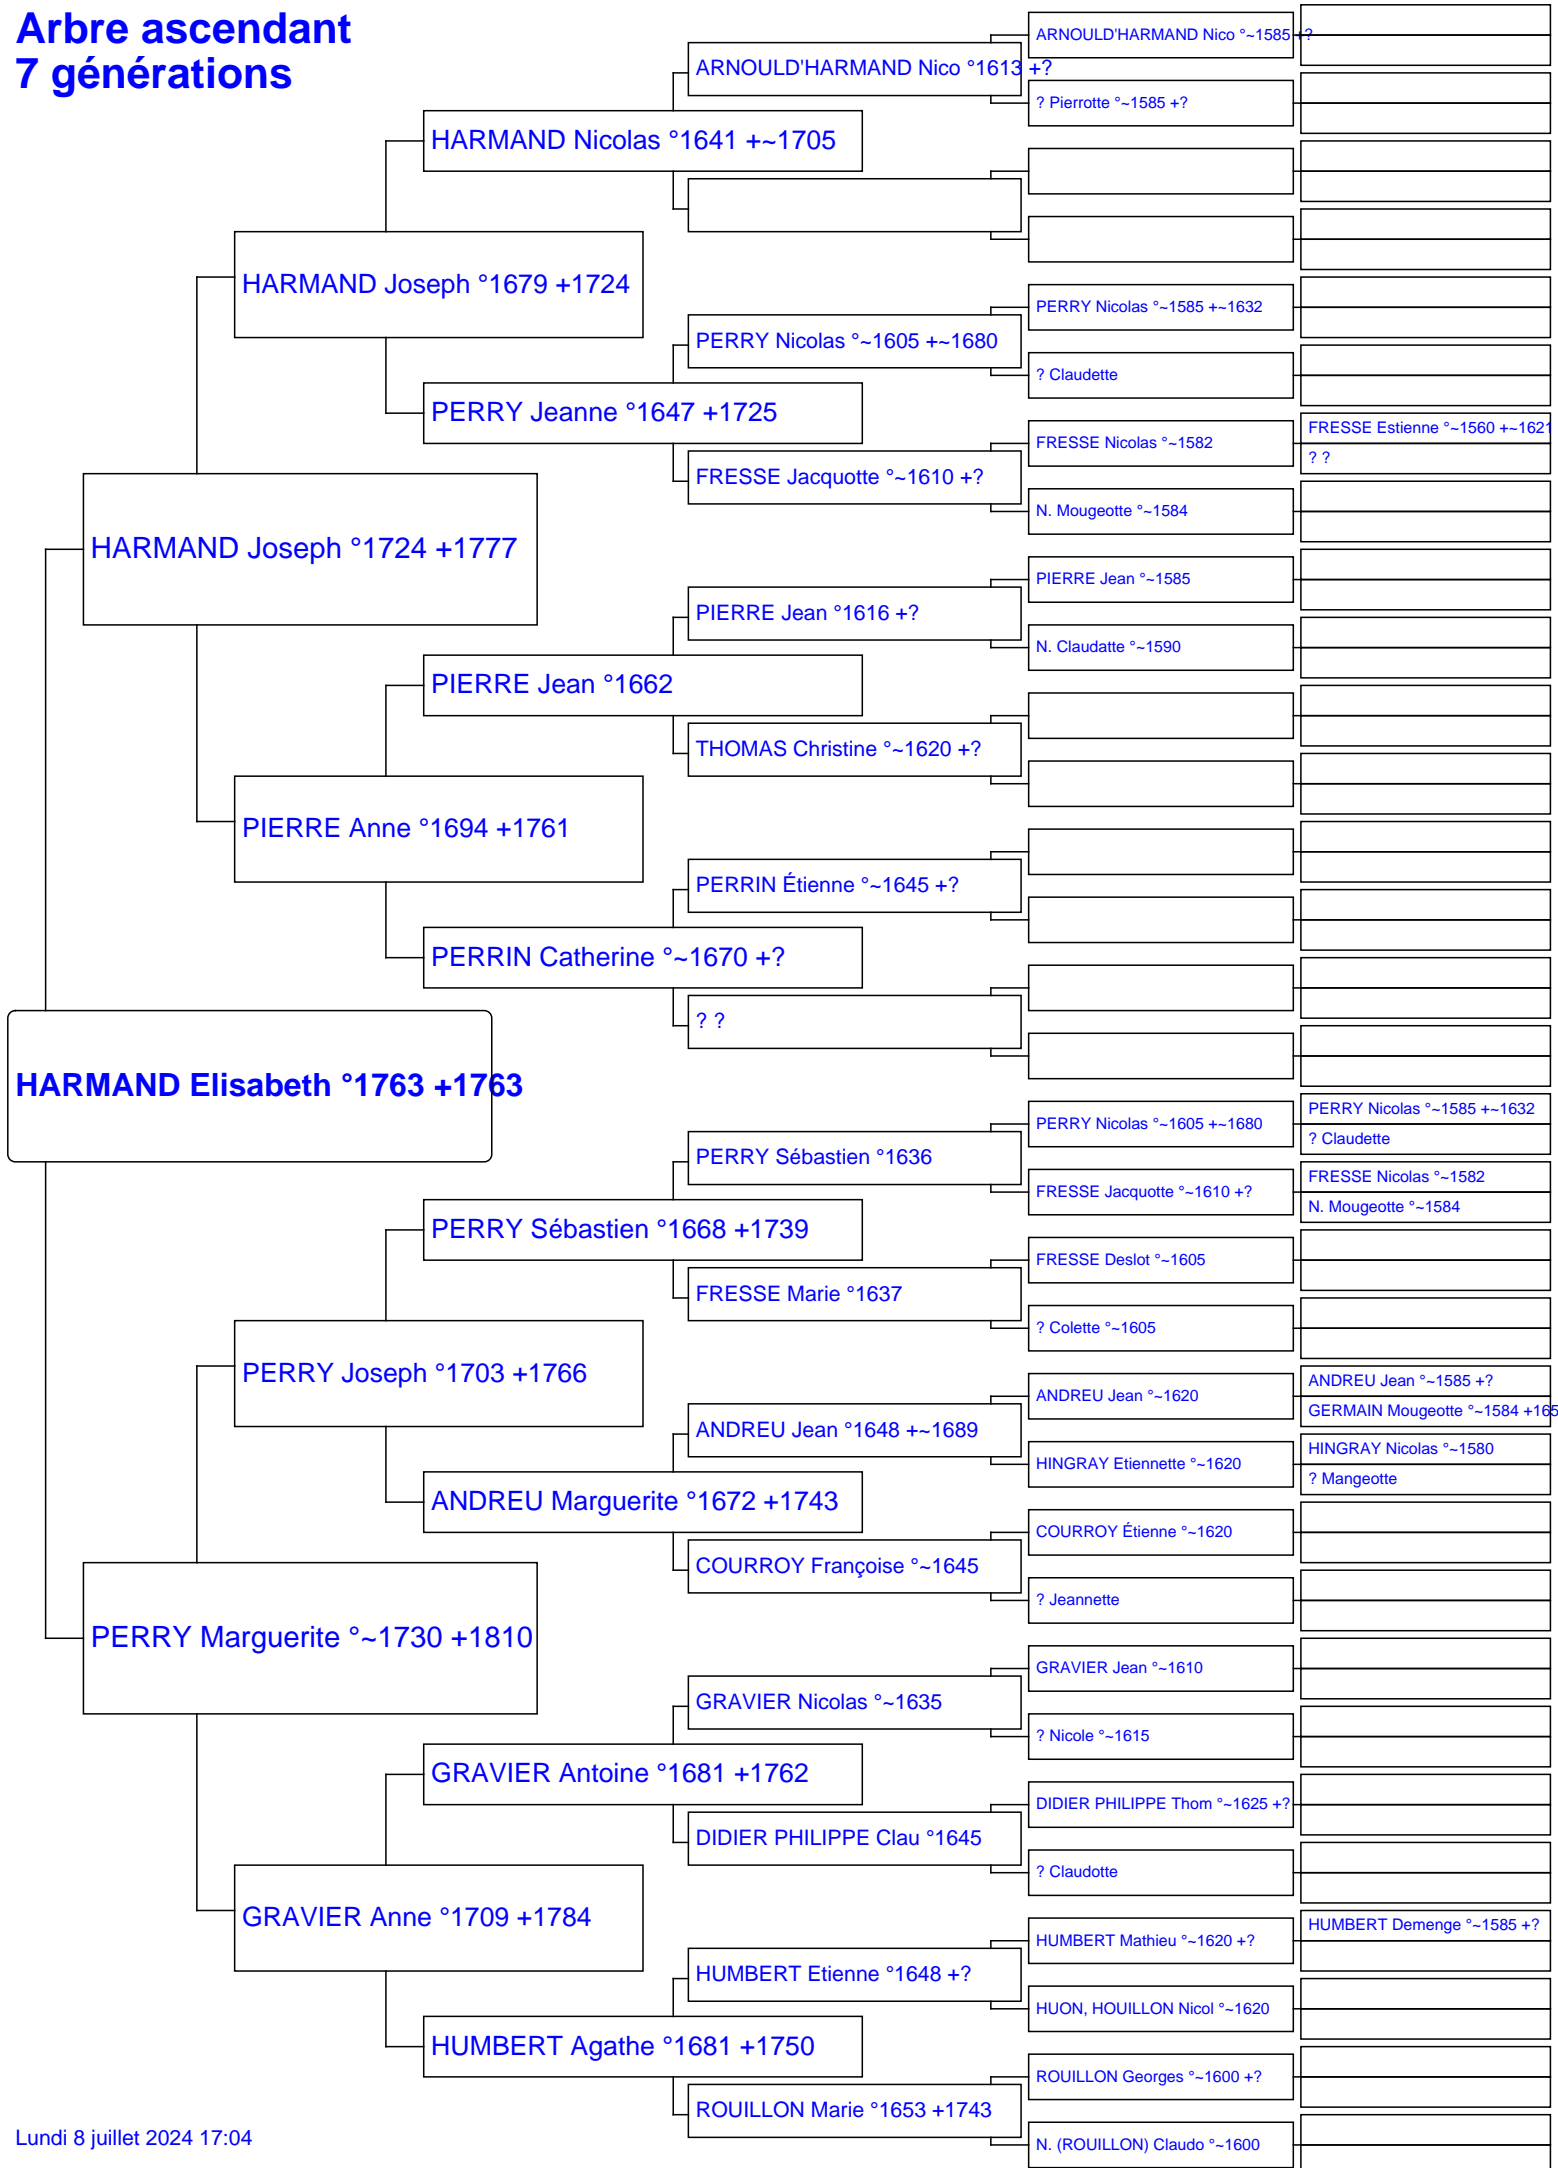 Arbre ascendant
7 générations
ARNOULD'HARMAND Nico °~1585 +?
ARNOULD'HARMAND Nico °1613 +?
? Pierrotte °~1585 +?
HARMAND Nicolas °1641 +~1705
HARMAND Joseph °1679 +1724
PERRY Nicolas °~1585 +~1632
PERRY Nicolas °~1605 +~1680
? Claudette
PERRY Jeanne °1647 +1725
FRESSE Estienne °~1560 +~1621
FRESSE Nicolas °~1582
? ?
FRESSE Jacquotte °~1610 +?
N. Mougeotte °~1584
HARMAND Joseph °1724 +1777
PIERRE Jean °~1585
PIERRE Jean °1616 +?
N. Claudatte °~1590
PIERRE Jean °1662
THOMAS Christine °~1620 +?
PIERRE Anne °1694 +1761
PERRIN Étienne °~1645 +?
PERRIN Catherine °~1670 +?
? ?
HARMAND Elisabeth °1763 +1763
PERRY Nicolas °~1585 +~1632
PERRY Nicolas °~1605 +~1680
? Claudette
PERRY Sébastien °1636
FRESSE Nicolas °~1582
FRESSE Jacquotte °~1610 +?
N. Mougeotte °~1584
PERRY Sébastien °1668 +1739
FRESSE Deslot °~1605
FRESSE Marie °1637
? Colette °~1605
PERRY Joseph °1703 +1766
ANDREU Jean °~1585 +?
ANDREU Jean °~1620
GERMAIN Mougeotte °~1584 +165
ANDREU Jean °1648 +~1689
HINGRAY Nicolas °~1580
HINGRAY Etiennette °~1620
? Mangeotte
ANDREU Marguerite °1672 +1743
COURROY Étienne °~1620
COURROY Françoise °~1645
? Jeannette
PERRY Marguerite °~1730 +1810
GRAVIER Jean °~1610
GRAVIER Nicolas °~1635
? Nicole °~1615
GRAVIER Antoine °1681 +1762
DIDIER PHILIPPE Thom °~1625 +?
DIDIER PHILIPPE Clau °1645
? Claudotte
GRAVIER Anne °1709 +1784
HUMBERT Demenge °~1585 +?
HUMBERT Mathieu °~1620 +?
HUMBERT Etienne °1648 +?
HUON, HOUILLON Nicol °~1620
HUMBERT Agathe °1681 +1750
ROUILLON Georges °~1600 +?
ROUILLON Marie °1653 +1743
N. (ROUILLON) Claudo °~1600
Lundi 8 juillet 2024 17:04